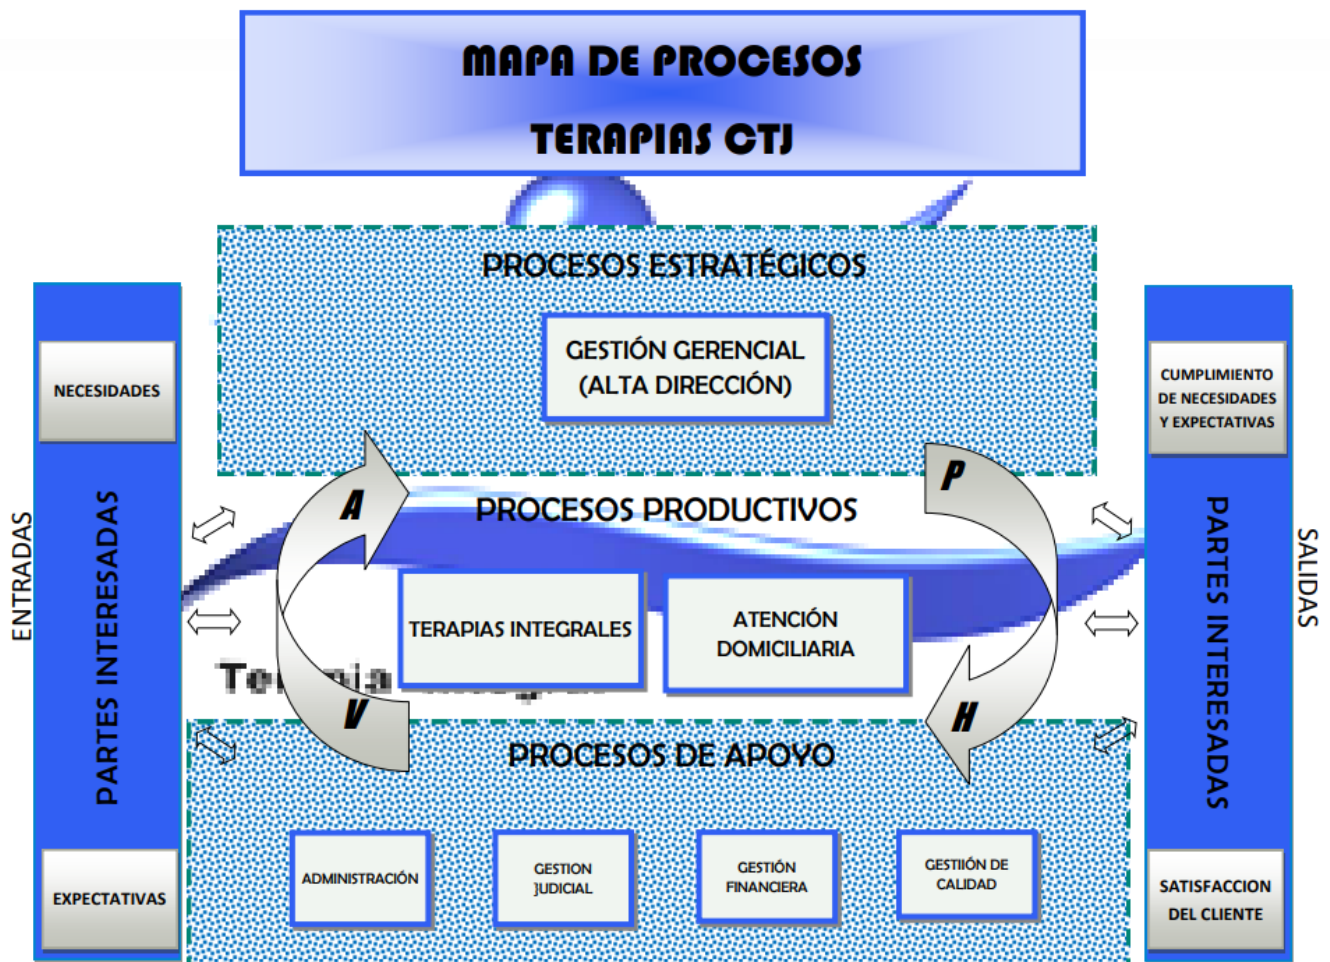 MAPA DE PROCESOS
TERAPIAS CTJ
PROCESOS ESTRATÉGICOS
GESTIÓN GERENCIAL
(ALTA DIRECCIÓN)
ENTRADAS
PARTES INTERESADAS
NECESIDADES
EXPECTATIVAS
A
P
PROCESOS PRODUCTIVOS
TERAPIAS INTEGRALES
ATENCIÓN
DOMICILIARIA
V
H
PROCESOS DE APOYO
ADMINISTRACIÓN
GESTION
JUDICIAL
GESTIÓN
FINANCIERA
GESTIIÓN DE
CALIDAD
CUMPLIMIENTO
DE NECESIDADES
Y EXPECTATIVAS
PARTES INTERESADAS
SATISFACCION
DEL CLIENTE
SALIDAS